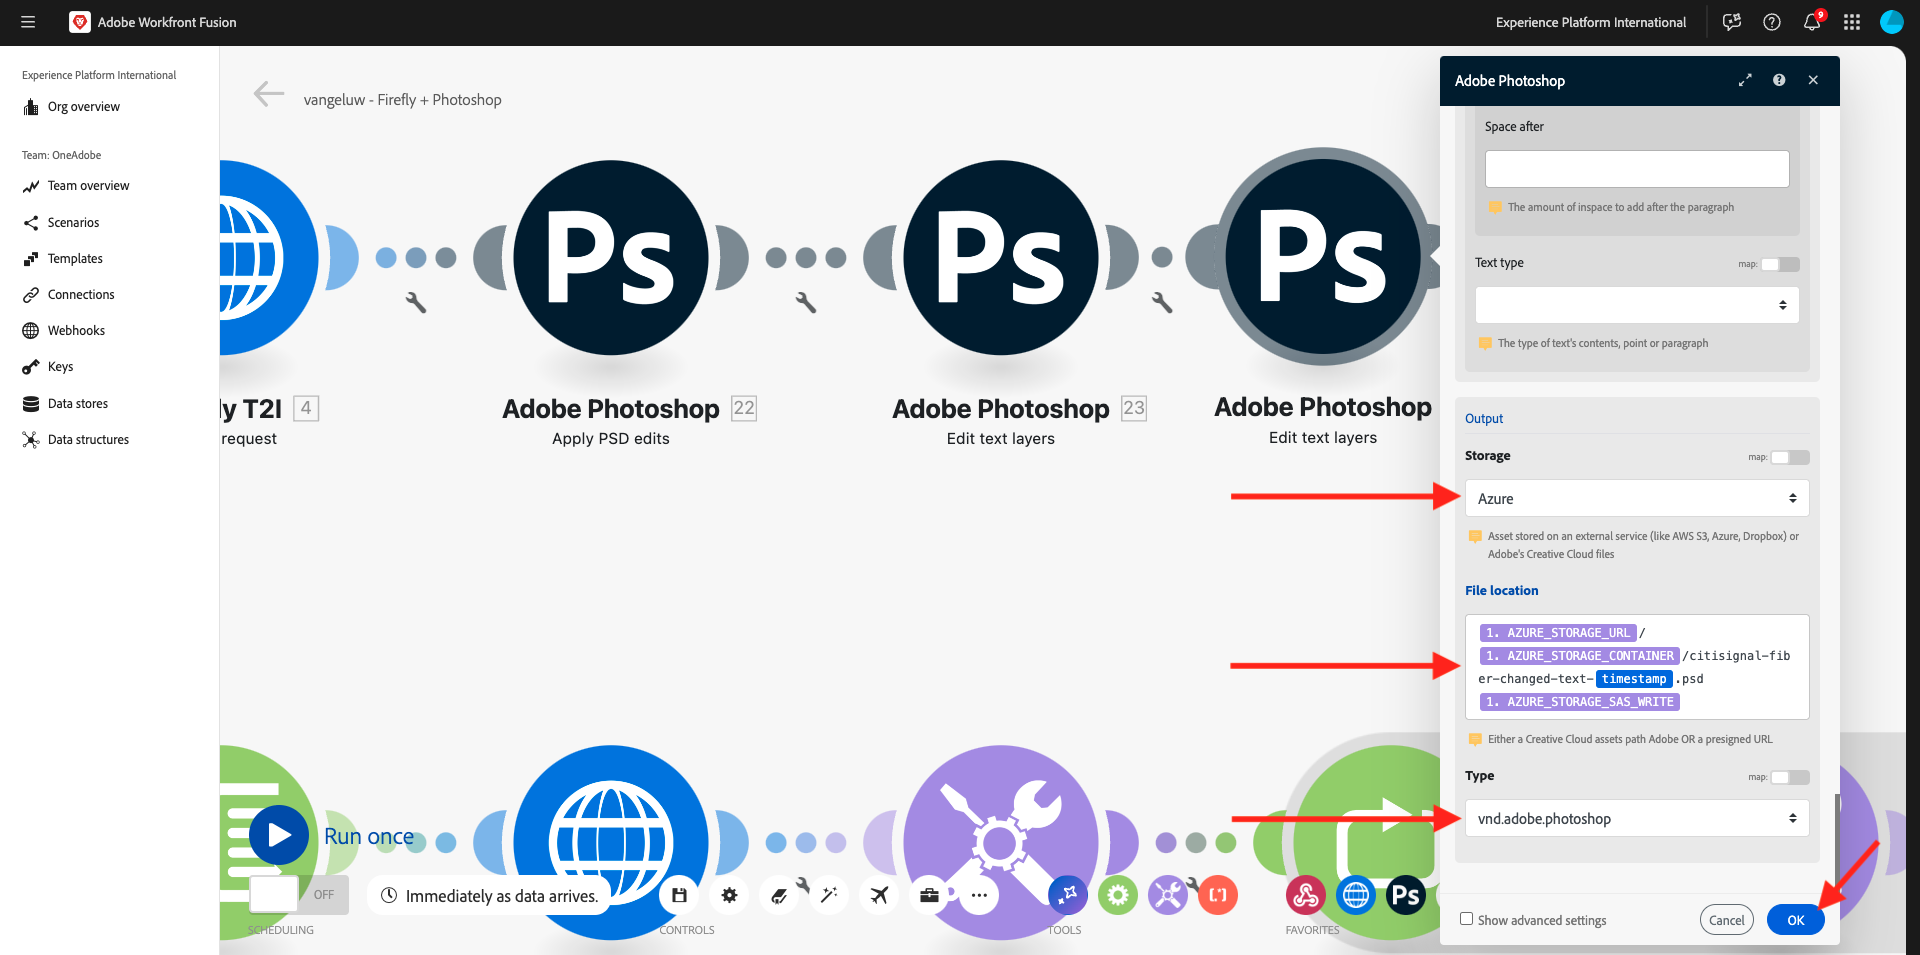 Adobe Workfront Fusion
Experience Platform International
9
Experience Platform International
Org overview
Team: OneAdobe
Team overview
Scenarios
Templates
Connections
Webhooks
Keys
Data stores
Data structures
vangeluw - Firefly + Photoshop
Ps
Ps
Ps
ly T2I 4
request
Adobe Photoshop 22
Apply PSD edits
Adobe Photoshop 23
Edit text layers
Adobe Photoshop
Edit text layers
Run once
OFF
Immediately as data arrives.
SCHEDULING
CONTROLS
TOOLS
[*]
Ps
FAVORITES
Adobe Photoshop
Space after
The amount of inspace to add after the paragraph
Text type
map:
The type of text's contents, point or paragraph
Output
Storage
map:
Azure
Asset stored on an external service (like AWS S3, Azure, Dropbox) or
Adobe's Creative Cloud files
File location
1. AZURE_STORAGE_URL /
1. AZURE_STORAGE_CONTAINER /citisignal-fib
er-changed-text- timestamp .psd
1. AZURE_STORAGE_SAS_WRITE
Either a Creative Cloud assets path Adobe OR a presigned URL
Type
map:
vnd.adobe.photoshop
Show advanced settings
Cancel
OK